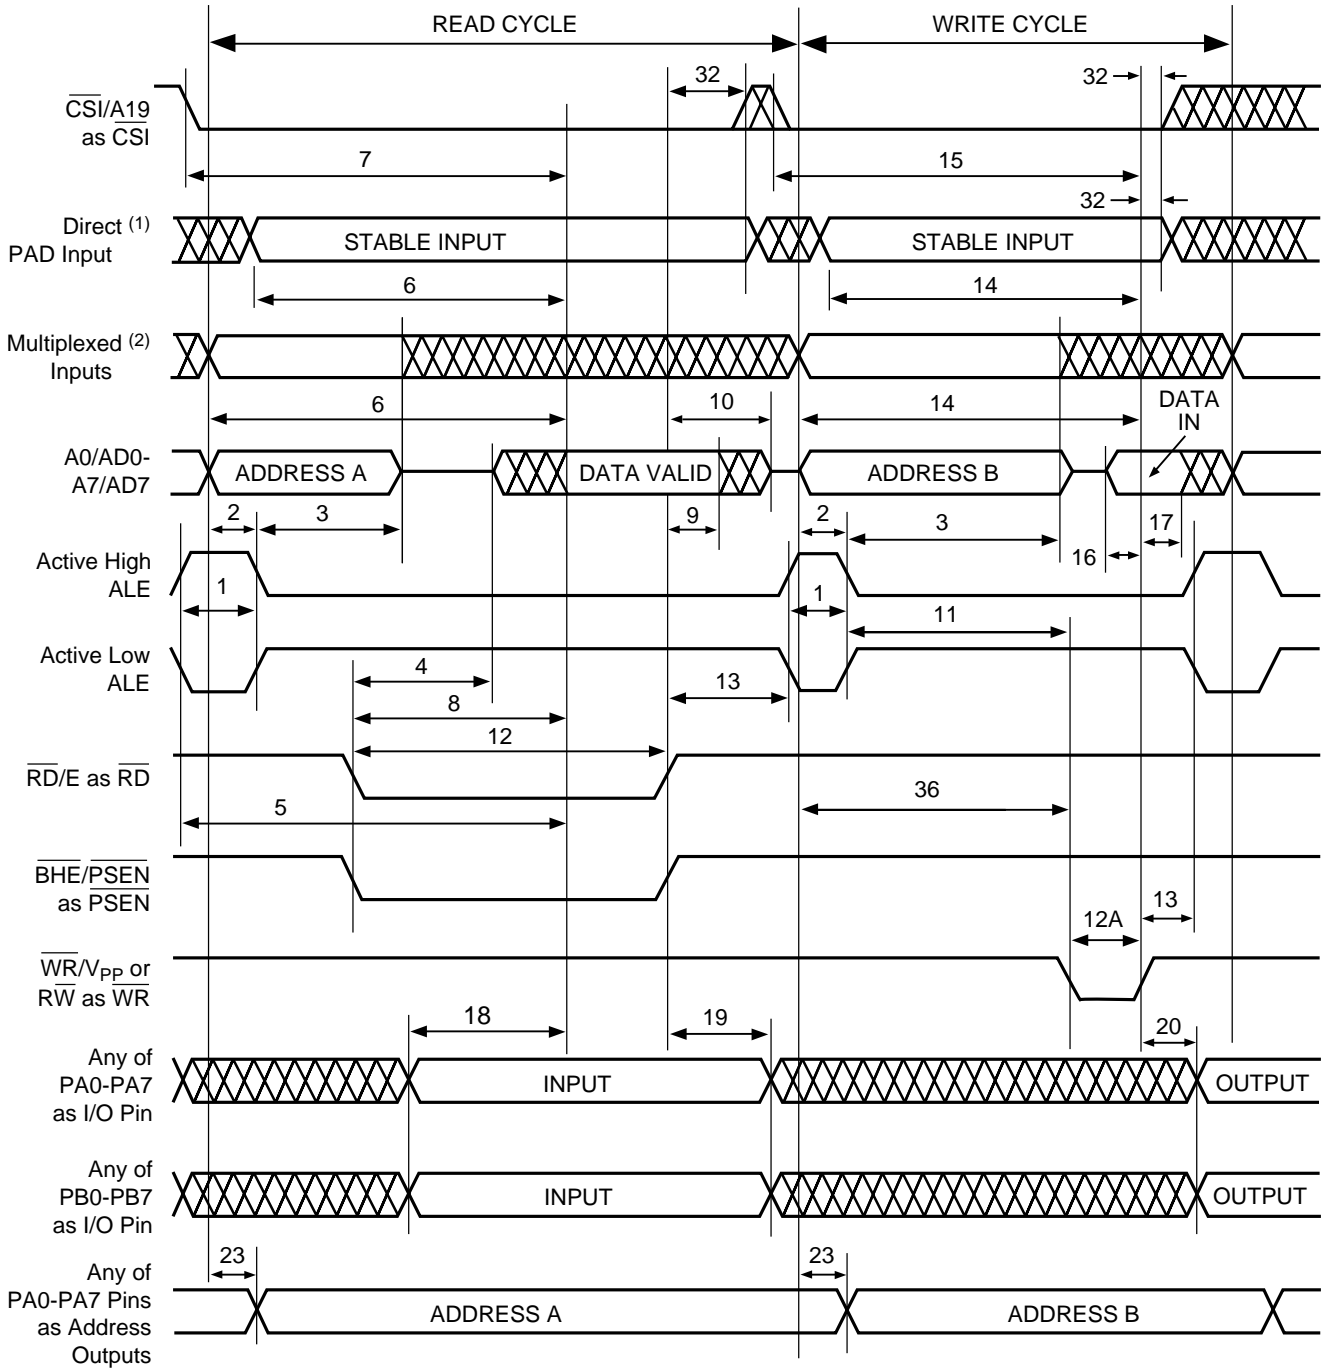 READ CYCLE
WRITE CYCLE
32
32
CSI/A19
as CSI
7
15
32
Direct (1)
PAD Input
STABLE INPUT
STABLE INPUT
6
14
Multiplexed (2)
Inputs
6
10
14
DATA
IN
A0/AD0-
A7/AD7
ADDRESS A
DATA VALID
ADDRESS B
2
3
9
2
3
16
17
Active High
ALE
1
1
11
Active Low
ALE
4
13
8
12
RD/E as RD
36
5
BHE/PSEN
as PSEN
12A
13
WR/VPP or
RW as WR
18
19
20
Any of
PA0-PA7
as I/O Pin
INPUT
OUTPUT
Any of
PB0-PB7
as I/O Pin
INPUT
OUTPUT
23
23
Any of
PA0-PA7 Pins
as Address
Outputs
ADDRESS A
ADDRESS B